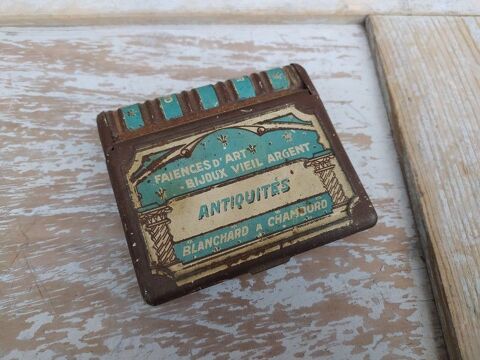 FAIENCES D'ART
BIJOUX VIEIL ARGENT
ANTIQUITÉS
BLANCHARD A CHAMBORD